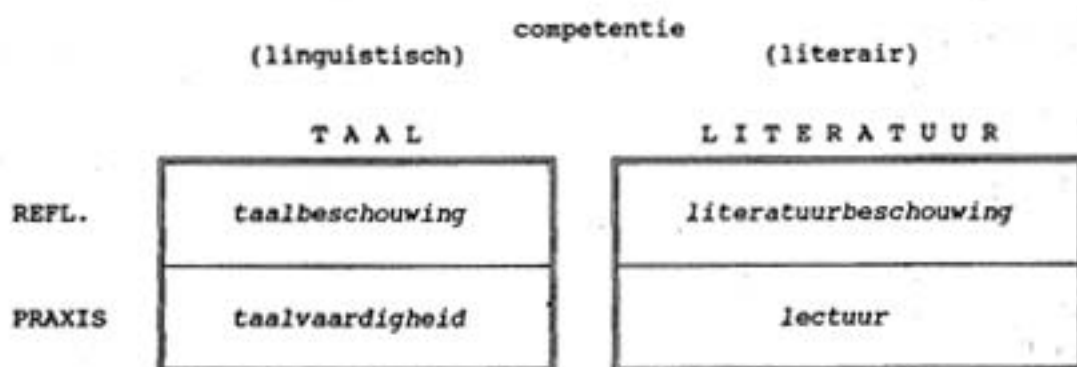 competentie
(linguistisch) (literair)
T A A L L I T E R A T U U R
REFL. taalbeschouwing literatuurbeschouwing
PRAXIS taalvaardigheid lectuur